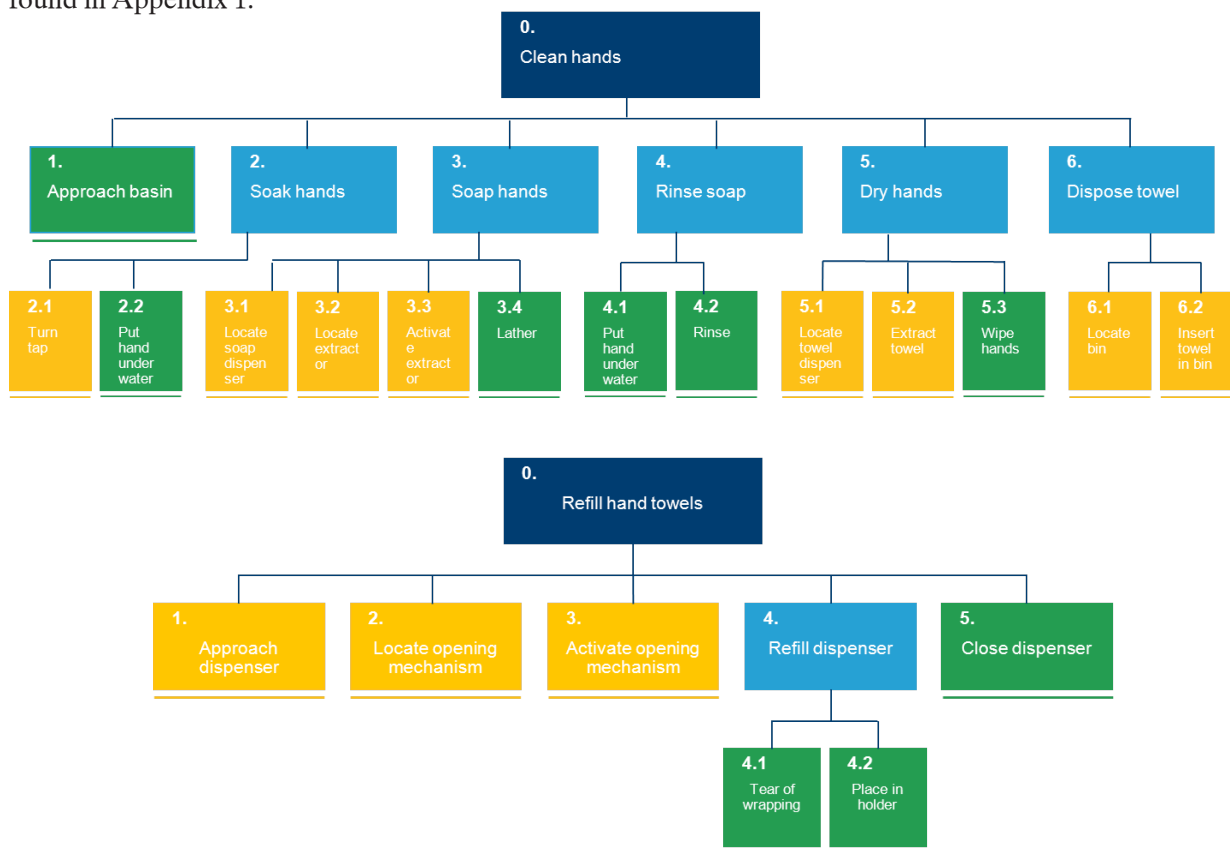 found in Appendix 1.
0.
Clean hands
1.
Approach basin
2.
Soak hands
3.
Soap hands
4.
Rinse soap
5.
Dry hands
6.
Dispose towel
2.1
Turn
tap
2.2
Put
hand
under
water
3.1
Locate
soap
dispen
ser
3.2
Locate
extract
or
3.3
Activat
e
extract
or
3.4
Lather
4.1
Put
hand
under
water
4.2
Rinse
5.1
Locate
towel
dispen
ser
5.2
Extract
towel
5.3
Wipe
hands
6.1
Locate
bin
6.2
Insert
towel
in bin
0.
Refill hand towels
1.
Approach
dispenser
2.
Locate opening
mechanism
3.
Activate opening
mechanism
4.
Refill dispenser
5.
Close dispenser
4.1
Tear of
wrapping
4.2
Place in
holder